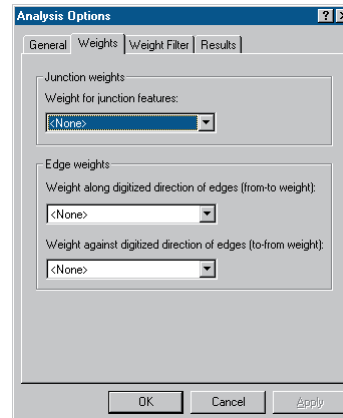 Analysis Options
General Weights Weight Filter Results
Junction weights
Weight for junction features:
<None>
Edge weights
Weight along digitized direction of edges (from-to weight):
<None>
Weight against digitized direction of edges (to-from weight):
<None>
OK Cancel Apply